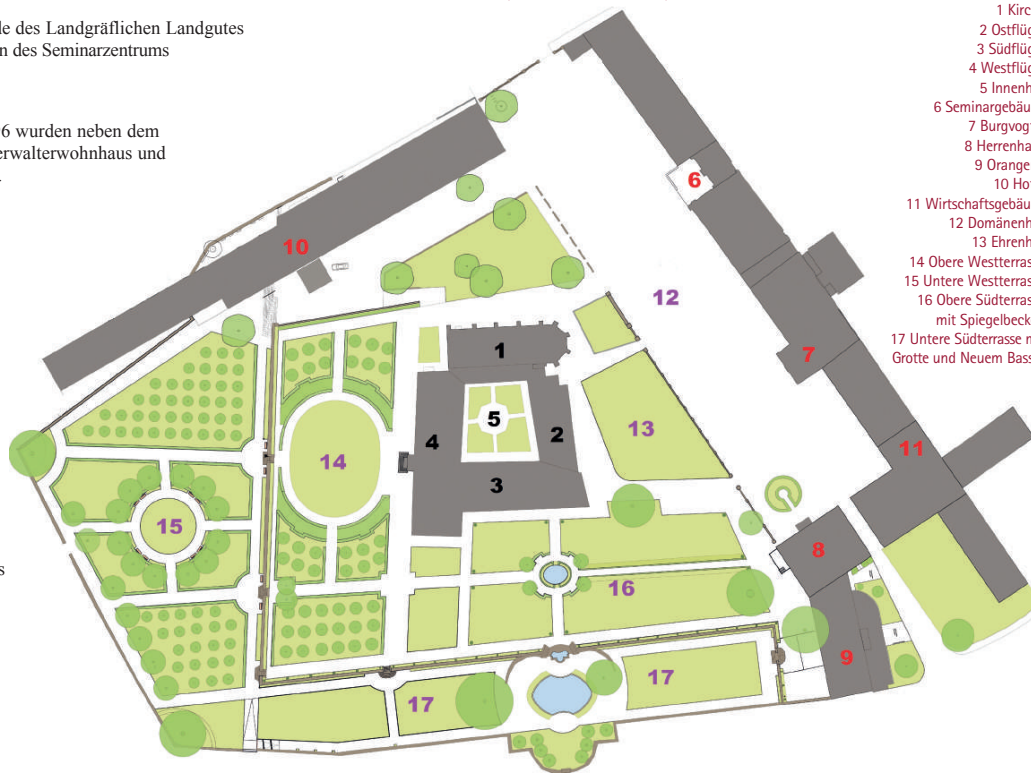 le des Landgräflichen Landgutes
n des Seminarzentrums
6 wurden neben dem
erwalterwohnhaus und
s
1 Kirc
2 Ostflüg
3 Südflüg
4 Westflüg
5 Innenh
6 Seminargebäu
7 Burgvogt
8 Herrenha
9 Orange
10 Ho
11 Wirtschaftsgebäu
12 Domänenh
13 Ehrenh
14 Obere Westterras
15 Untere Westterras
16 Obere Südterras
mit Spiegelbeck
17 Untere Südterrasse m
Grotte und Neuem Bass
6
10
12
1
7
5
13
4
2
11
14
3
15
8
16
9
17
17